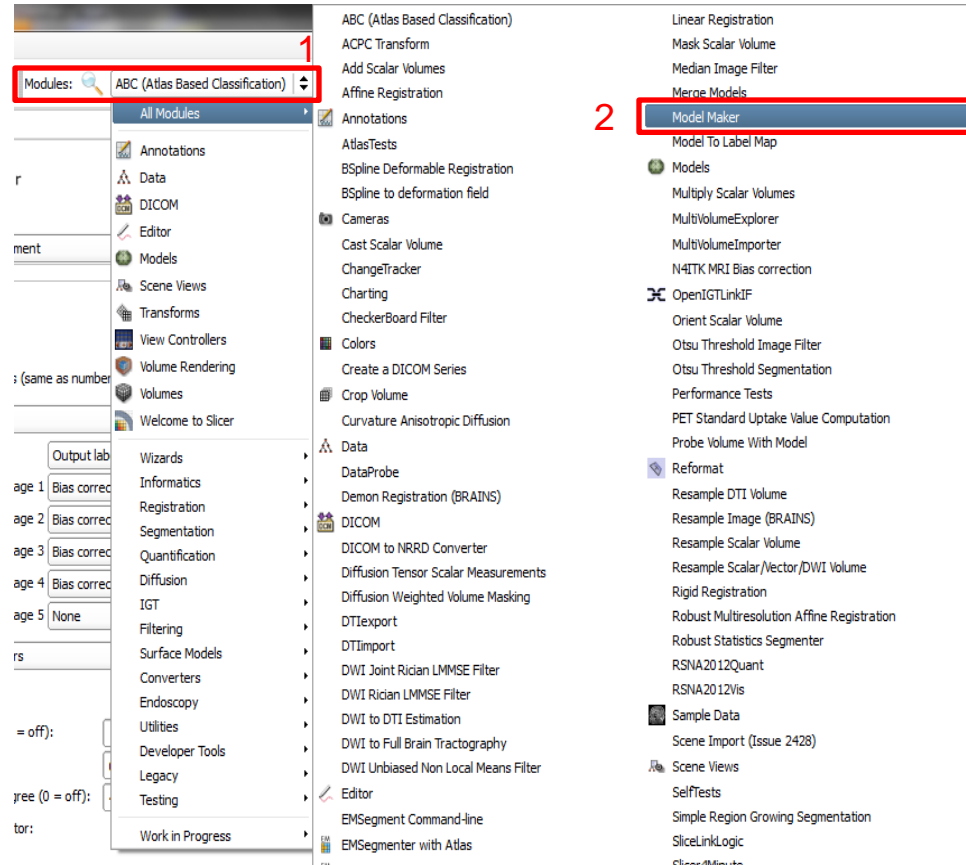 1
Modules: ABC (Atlas Based Classification)
All Modules
Annotations
Data
DICOM
Editor
Models
Scene Views
Transforms
View Controllers
Volume Rendering
Volumes
Welcome to Slicer
Wizards
Informatics
Registration
Segmentation
Quantification
Diffusion
IGT
Filtering
Surface Models
Converters
Endoscopy
Utilities
Developer Tools
Legacy
Testing
Work in Progress
r
ment
s (same as number
Output lab
age 1 Bias correc
age 2 Bias correc
age 3 Bias correc
age 4 Bias correc
age 5 None
rs
= off):
gree (0 = off):
tor:
ABC (Atlas Based Classification)
ACPC Transform
Add Scalar Volumes
Affine Registration
Annotations
AtlasTests
BSpline Deformable Registration
BSpline to deformation field
Cameras
Cast Scalar Volume
ChangeTracker
Charting
CheckerBoard Filter
Colors
Create a DICOM Series
Crop Volume
Curvature Anisotropic Diffusion
Data
DataProbe
Demon Registration (BRAINS)
DICOM
DICOM to NRRD Converter
Diffusion Tensor Scalar Measurements
Diffusion Weighted Volume Masking
DTIexport
DTIimport
DWI Joint Rician LMMSE Filter
DWI Rician LMMSE Filter
DWI to DTI Estimation
DWI to Full Brain Tractography
DWI Unbiased Non Local Means Filter
Editor
EMSegment Command-line
EMSegmenter with Atlas
Linear Registration
Mask Scalar Volume
Median Image Filter
Merge Models
2
Model Maker
Model To Label Map
Models
Multiply Scalar Volumes
MultiVolumeExplorer
MultiVolumeImporter
N4ITK MRI Bias correction
OpenIGTLinkIF
Orient Scalar Volume
Otsu Threshold Image Filter
Otsu Threshold Segmentation
Performance Tests
PET Standard Uptake Value Computation
Probe Volume With Model
Reformat
Resample DTI Volume
Resample Image (BRAINS)
Resample Scalar Volume
Resample Scalar/Vector/DWI Volume
Rigid Registration
Robust Multiresolution Affine Registration
Robust Statistics Segmenter
RSNA2012Quant
RSNA2012Vis
Sample Data
Scene Import (Issue 2428)
Scene Views
SelfTests
Simple Region Growing Segmentation
SliceLinkLogic